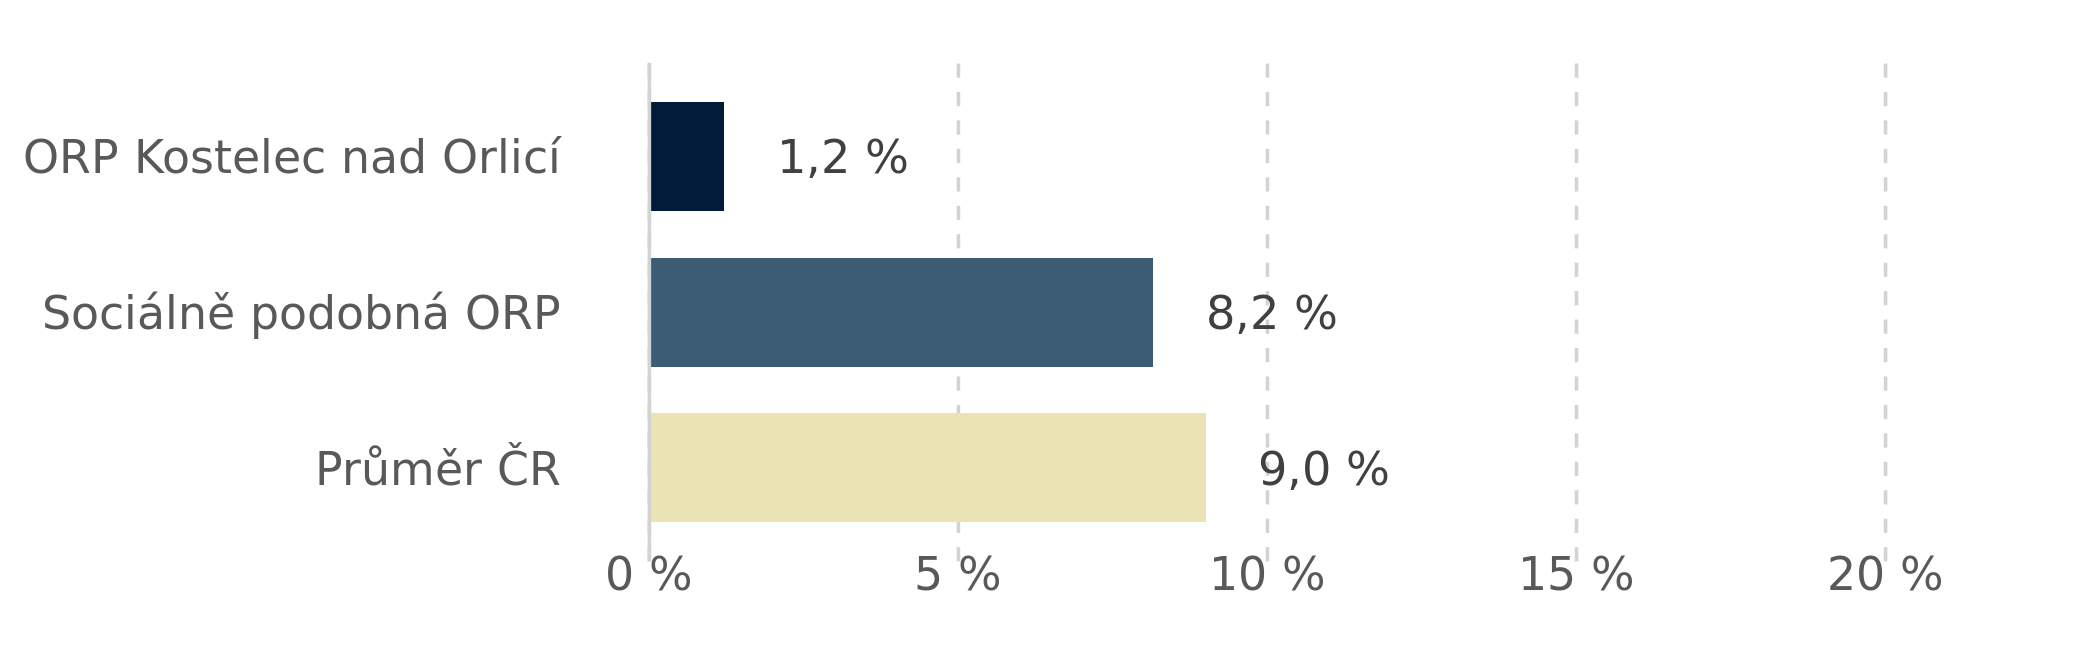 ORP Kostelec nad Orlicí 1,2 %
Sociálně podobná ORP 8,2 %
Průměr ČR 9,0 %
0 % 5 % 10 % 15 % 20 %